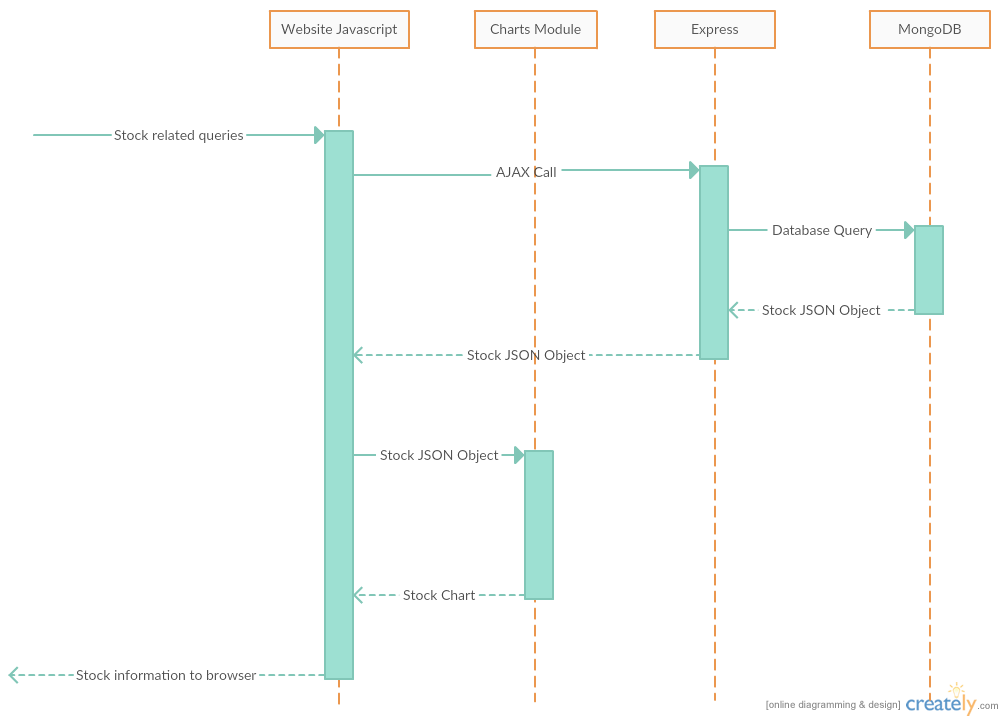 Website Javascript
Charts Module
Express
MongoDB
Stock related queries
AJAX Call
Database Query
Stock JSON Object
Stock JSON Object
Stock JSON Object
Stock Chart
Stock information to browser
[online diagramming & design] creately.com